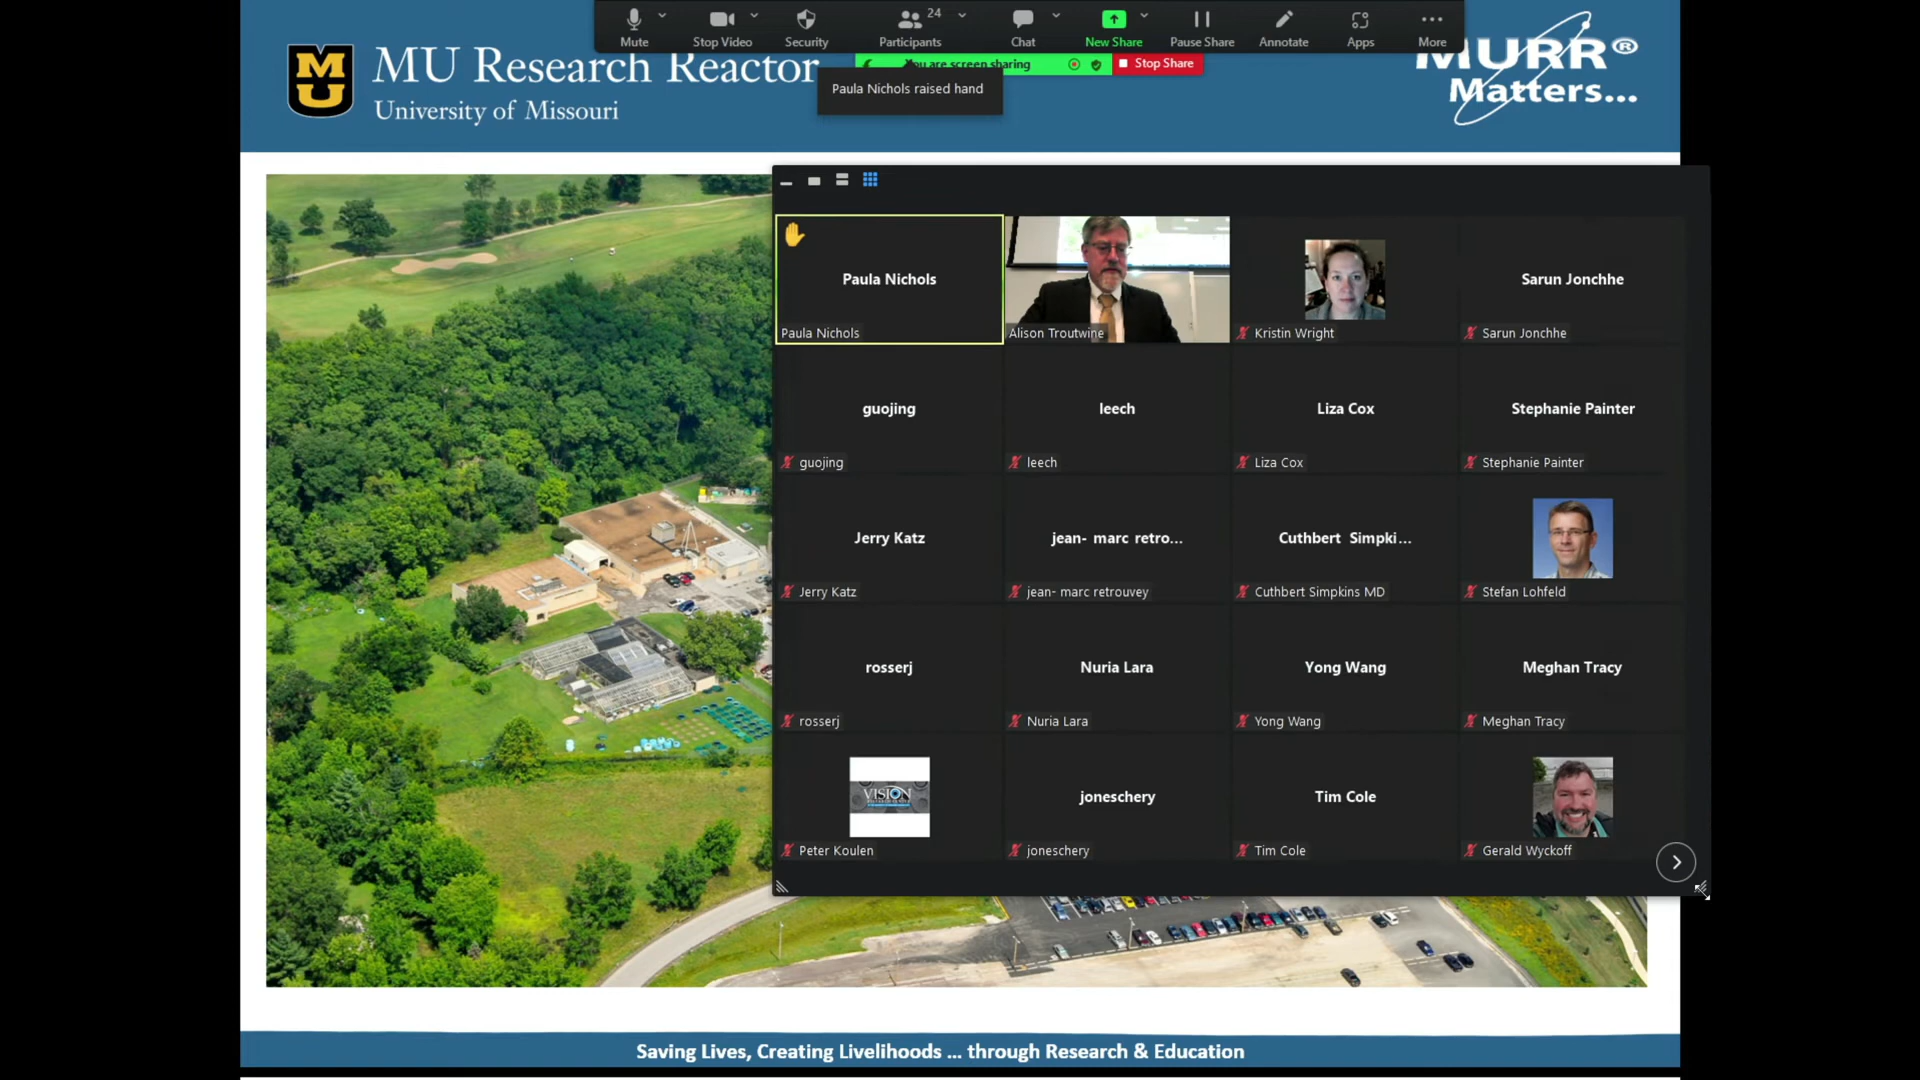 24
Mute
Stop Video
Security
Participants
Chat
New Share
Pause Share
Annotate
Apps
More
You are screen sharing
Stop Share
Paula Nichols raised hand
MU
MU Research Reactor
University of Missouri
MURR®
Matters...
Paula Nichols
Paula Nichols
Alison Troutwine
Kristin Wright
Sarun Jonchhe
Sarun Jonchhe
guojing
leech
Liza Cox
Stephanie Painter
guojing
leech
Liza Cox
Stephanie Painter
Jerry Katz
jean- marc retro...
Cuthbert Simpki...
Jerry Katz
jean- marc retrouvey
Cuthbert Simpkins MD
Stefan Lohfeld
rosserj
Nuria Lara
Yong Wang
Meghan Tracy
rosserj
Nuria Lara
Yong Wang
Meghan Tracy
VISION
joneschery
Tim Cole
Peter Koulen
joneschery
Tim Cole
Gerald Wyckoff
Saving Lives, Creating Livelihoods ... through Research & Education